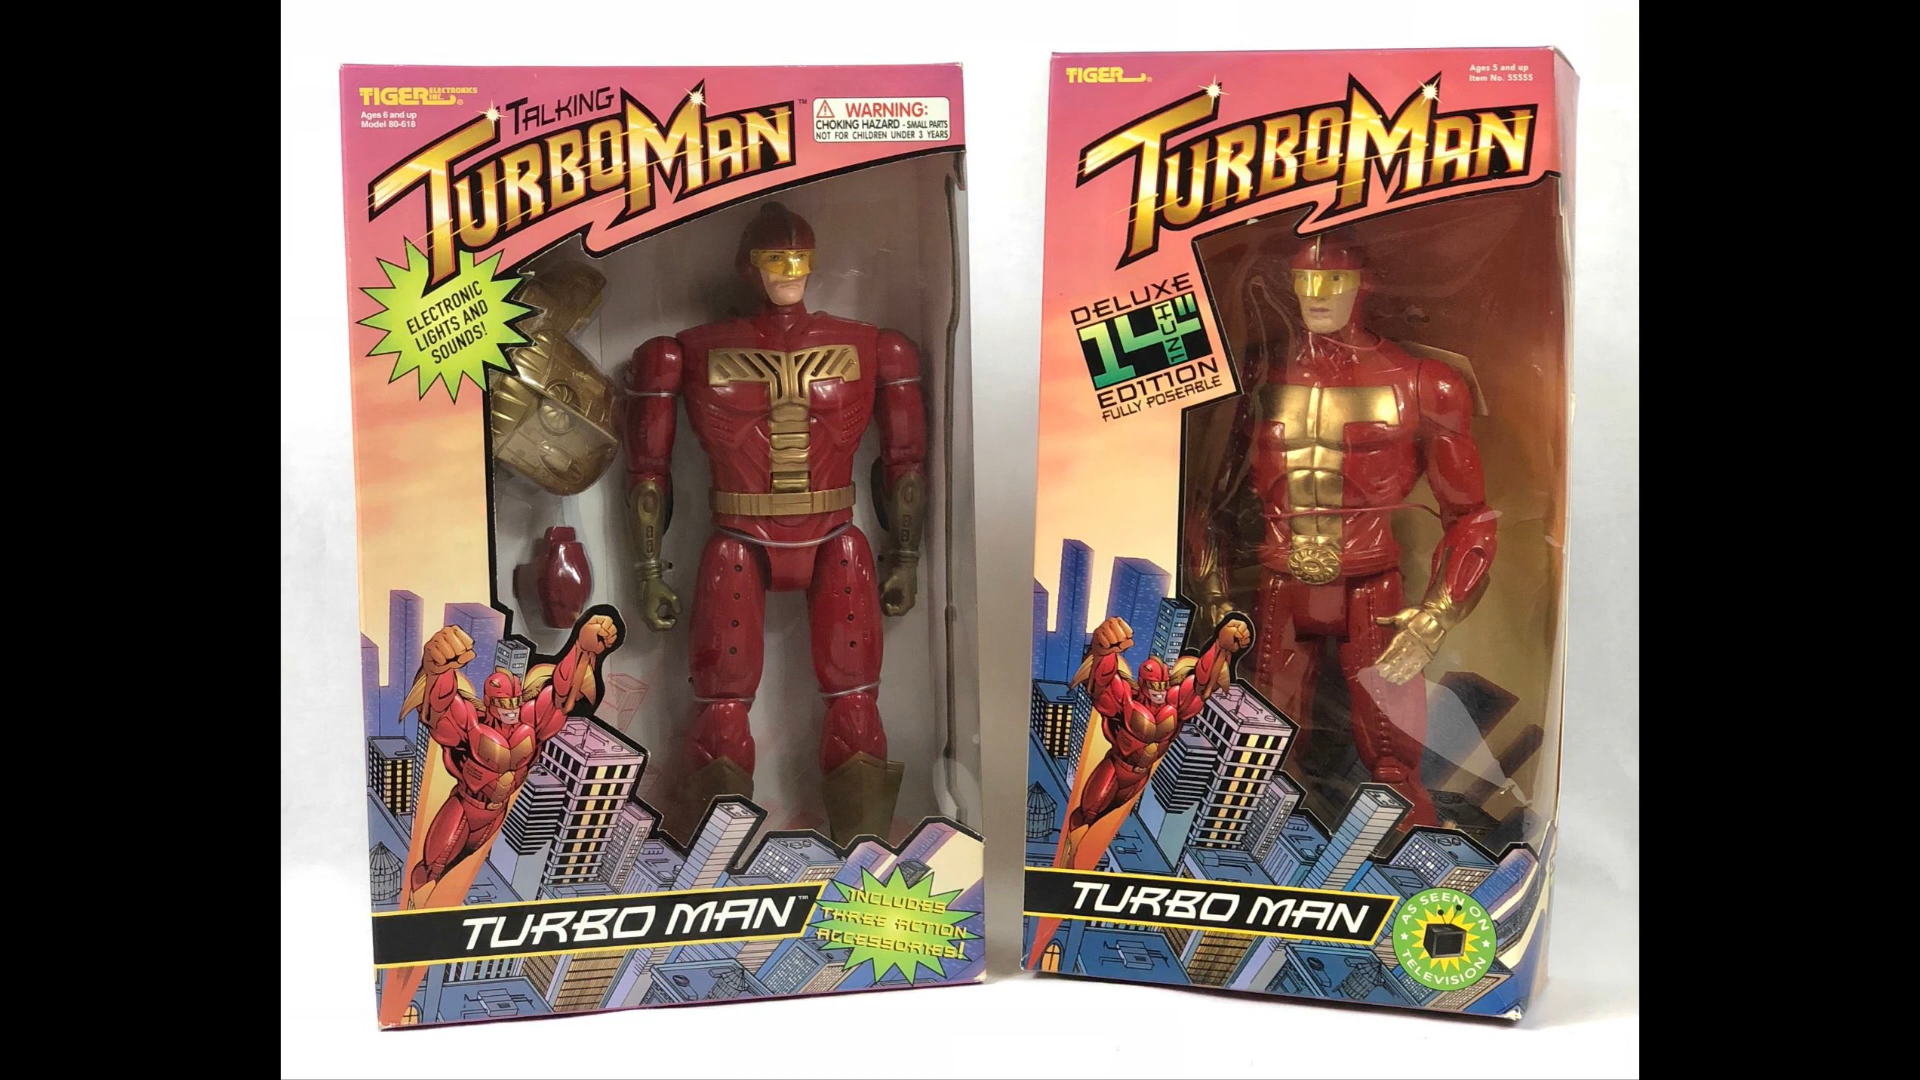 TIGER ELECTRONICS INC.®
Ages 6 and up
Model 80-618
TALKING
TURBOMAN™
WARNING:
CHOKING HAZARD - SMALL PARTS
NOT FOR CHILDREN UNDER 3 YEARS
ELECTRONIC
LIGHTS AND
SOUNDS!
TURBO MAN™
INCLUDES
THREE ACTION
ACCESSORIES!
TIGER®
Ages 5 and up
Item No. 55555
TURBOMAN
DELUXE
14 INCH
EDITION
FULLY POSEABLE
TURBO MAN
AS SEEN ON
TELEVISION